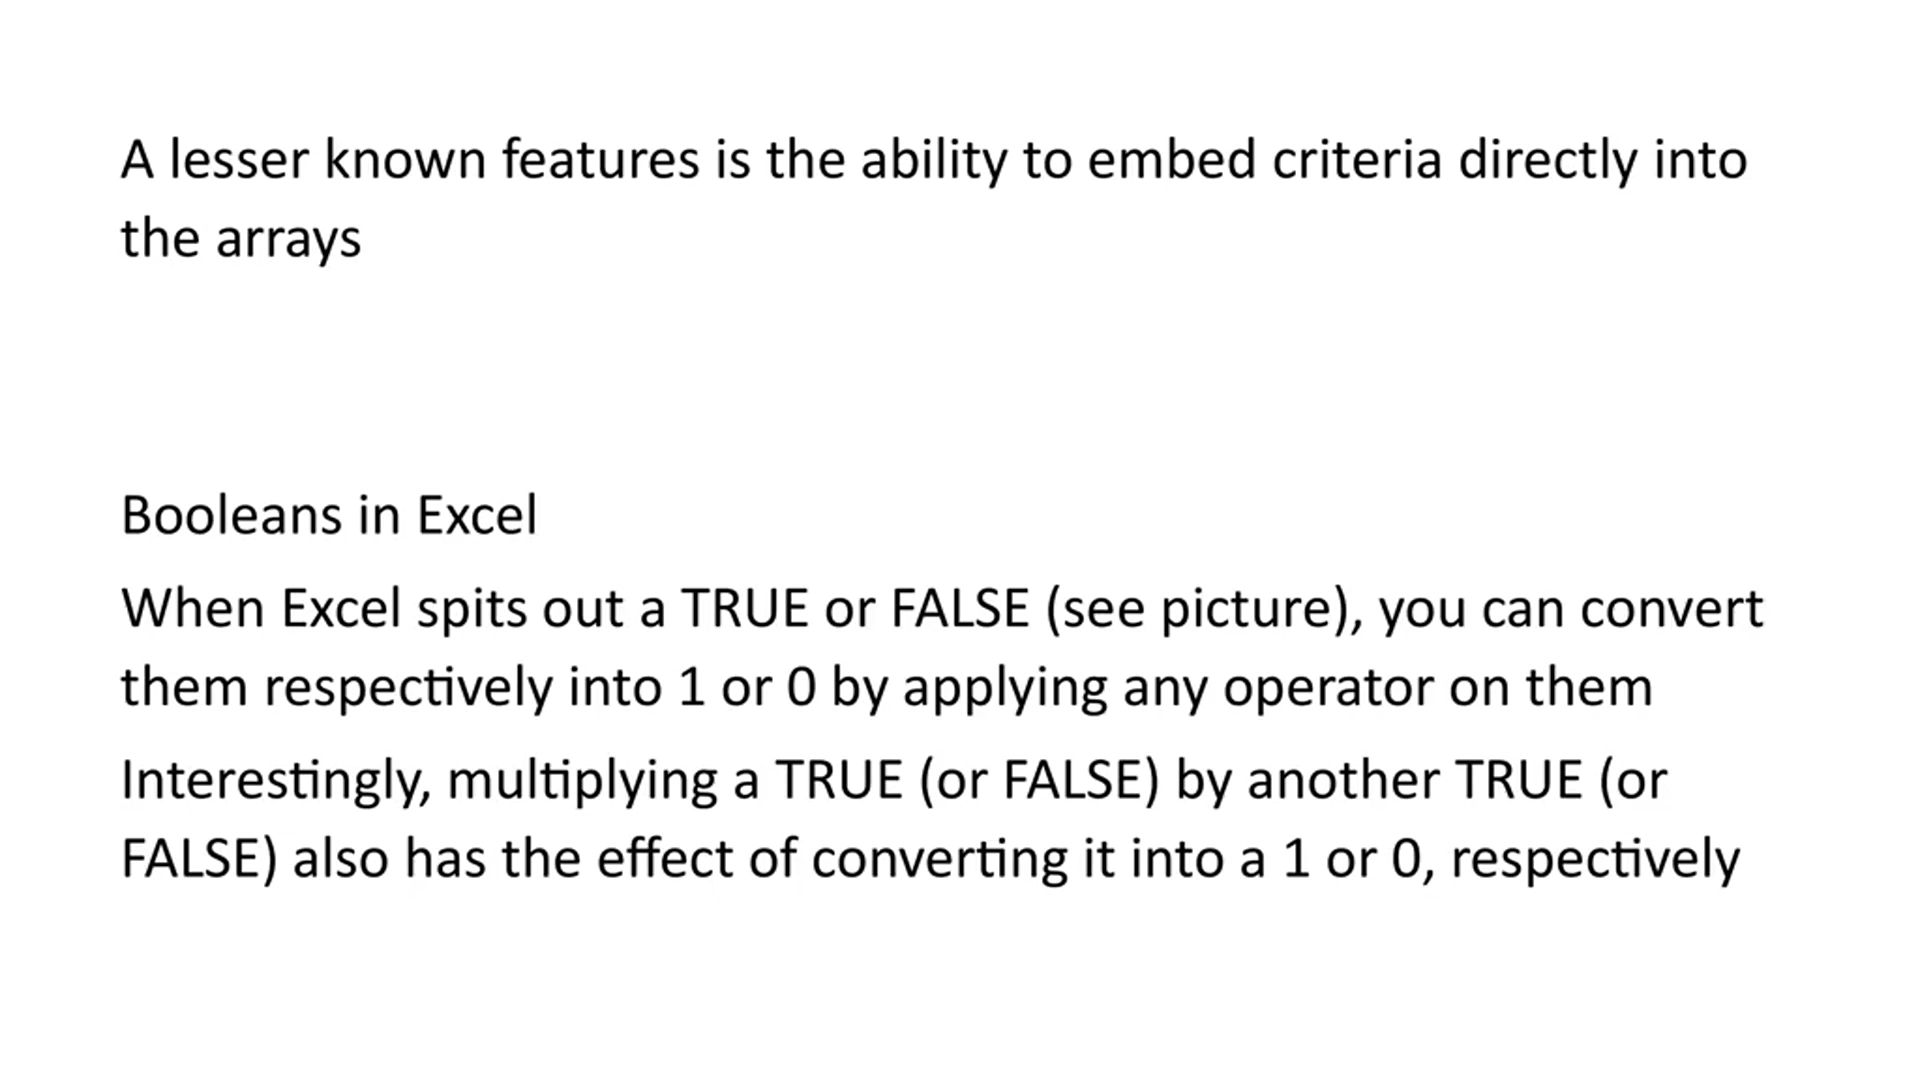 A lesser known features is the ability to embed criteria directly into
the arrays
Booleans in Excel
When Excel spits out a TRUE or FALSE (see picture), you can convert
them respectively into 1 or 0 by applying any operator on them
Interestingly, multiplying a TRUE (or FALSE) by another TRUE (or
FALSE) also has the effect of converting it into a 1 or 0, respectively